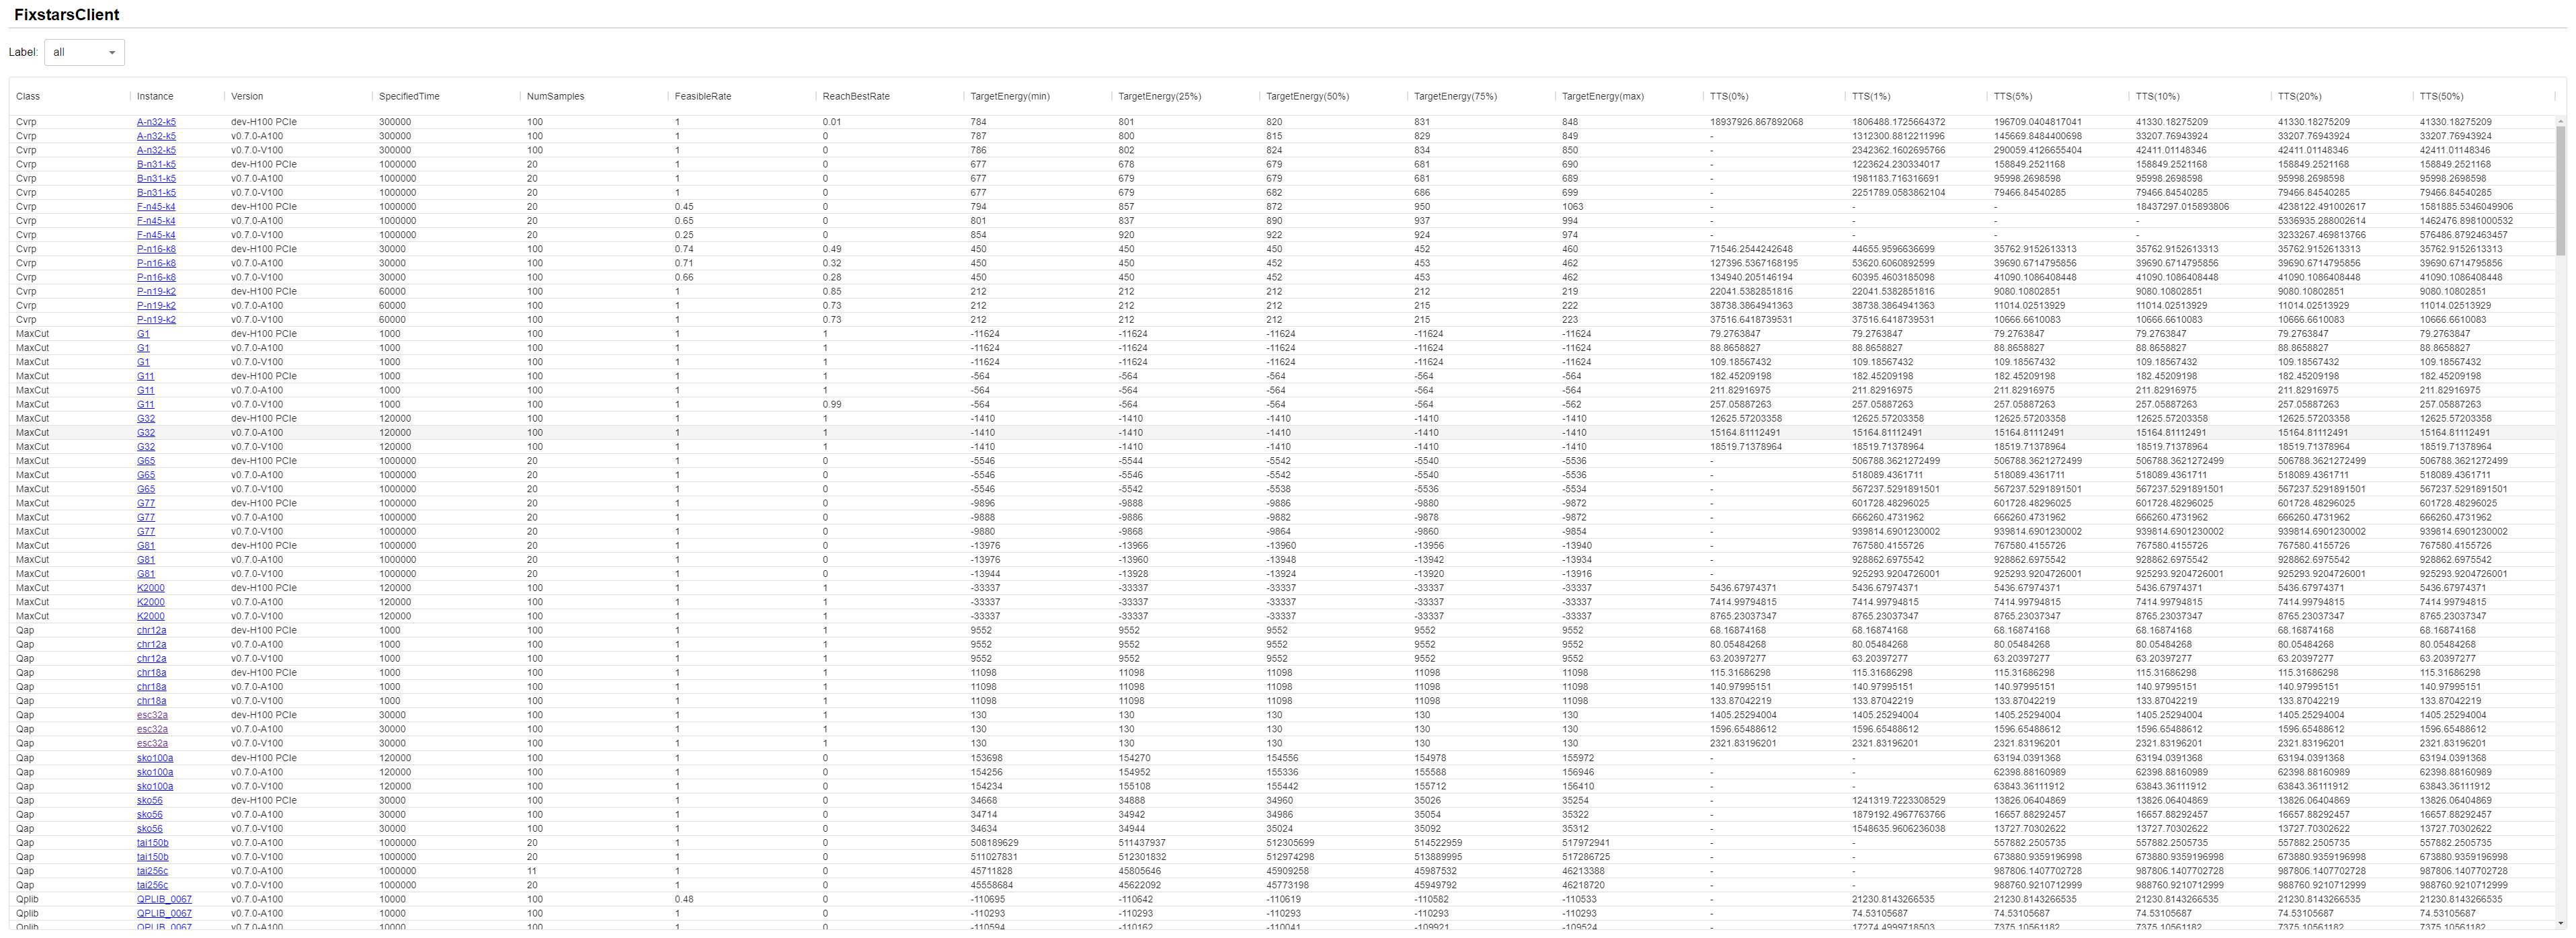 FixstarsClient
Label: all
Class Instance Version SpecifiedTime NumSamples FeasibleRate ReachBestRate TargetEnergy(min) TargetEnergy(25%) TargetEnergy(50%) TargetEnergy(75%) TargetEnergy(max) TTS(0%) TTS(1%) TTS(5%) TTS(10%) TTS(20%) TTS(50%)
Cvrp A-n32-k5 dev-H100 PCIe 300000 100 1 0.01 784 801 820 831 848 18937926.867892068 1806488.1725664372 196709.0404817041 41330.18275209 41330.18275209 41330.18275209
Cvrp A-n32-k5 v0.7.0-A100 300000 100 1 0 787 800 815 829 849 - 1312300.8812211996 145669.8484400698 33207.76943924 33207.76943924 33207.76943924
Cvrp A-n32-k5 v0.7.0-V100 300000 100 1 0 786 802 824 834 850 - 2342362.1602695766 290059.4126655404 42411.01148346 42411.01148346 42411.01148346
Cvrp B-n31-k5 dev-H100 PCIe 1000000 20 1 0 677 678 679 681 690 - 1223624.230334017 158849.2521168 158849.2521168 158849.2521168 158849.2521168
Cvrp B-n31-k5 v0.7.0-A100 1000000 20 1 0 677 679 679 681 689 - 1981183.716316691 95998.2698598 95998.2698598 95998.2698598 95998.2698598
Cvrp B-n31-k5 v0.7.0-V100 1000000 20 1 0 677 679 682 686 699 - 2251789.0583862104 79466.84540285 79466.84540285 79466.84540285 79466.84540285
Cvrp F-n45-k4 dev-H100 PCIe 1000000 20 0.45 0 794 857 872 950 1063 - - - 18437297.015893806 4238122.491002617 1581885.5346049906
Cvrp F-n45-k4 v0.7.0-A100 1000000 20 0.65 0 801 837 890 937 994 - - - - 5336935.288002614 1462476.8981000532
Cvrp F-n45-k4 v0.7.0-V100 1000000 20 0.25 0 854 920 922 924 974 - - - - 3233267.469813766 576486.8792463457
Cvrp P-n16-k8 dev-H100 PCIe 30000 100 0.74 0.49 450 450 450 452 460 71546.2544242648 44655.9596636699 35762.9152613313 35762.9152613313 35762.9152613313 35762.9152613313
Cvrp P-n16-k8 v0.7.0-A100 30000 100 0.71 0.32 450 450 452 453 462 127396.5367168195 53620.6060892599 39690.6714795856 39690.6714795856 39690.6714795856 39690.6714795856
Cvrp P-n16-k8 v0.7.0-V100 30000 100 0.66 0.28 450 450 452 453 462 134940.205146194 60395.4603185098 41090.1086408448 41090.1086408448 41090.1086408448 41090.1086408448
Cvrp P-n19-k2 dev-H100 PCIe 60000 100 1 0.85 212 212 212 212 219 22041.5382851816 22041.5382851816 9080.10802851 9080.10802851 9080.10802851 9080.10802851
Cvrp P-n19-k2 v0.7.0-A100 60000 100 1 0.73 212 212 212 215 222 38738.3864941363 38738.3864941363 11014.02513929 11014.02513929 11014.02513929 11014.02513929
Cvrp P-n19-k2 v0.7.0-V100 60000 100 1 0.73 212 212 212 215 223 37516.6418739531 37516.6418739531 10666.6610083 10666.6610083 10666.6610083 10666.6610083
MaxCut G1 dev-H100 PCIe 1000 100 1 1 -11624 -11624 -11624 -11624 -11624 79.2763847 79.2763847 79.2763847 79.2763847 79.2763847 79.2763847
MaxCut G1 v0.7.0-A100 1000 100 1 1 -11624 -11624 -11624 -11624 -11624 88.8658827 88.8658827 88.8658827 88.8658827 88.8658827 88.8658827
MaxCut G1 v0.7.0-V100 1000 100 1 1 -11624 -11624 -11624 -11624 -11624 109.18567432 109.18567432 109.18567432 109.18567432 109.18567432 109.18567432
MaxCut G11 dev-H100 PCIe 1000 100 1 1 -564 -564 -564 -564 -564 182.45209198 182.45209198 182.45209198 182.45209198 182.45209198 182.45209198
MaxCut G11 v0.7.0-A100 1000 100 1 1 -564 -564 -564 -564 -564 211.82916975 211.82916975 211.82916975 211.82916975 211.82916975 211.82916975
MaxCut G11 v0.7.0-V100 1000 100 1 0.99 -564 -564 -564 -564 -562 257.05887263 257.05887263 257.05887263 257.05887263 257.05887263 257.05887263
MaxCut G32 dev-H100 PCIe 120000 100 1 1 -1410 -1410 -1410 -1410 -1410 12625.57203358 12625.57203358 12625.57203358 12625.57203358 12625.57203358 12625.57203358
MaxCut G32 v0.7.0-A100 120000 100 1 1 -1410 -1410 -1410 -1410 -1410 15164.81112491 15164.81112491 15164.81112491 15164.81112491 15164.81112491 15164.81112491
MaxCut G32 v0.7.0-V100 120000 100 1 1 -1410 -1410 -1410 -1410 -1410 18519.71378964 18519.71378964 18519.71378964 18519.71378964 18519.71378964 18519.71378964
MaxCut G65 dev-H100 PCIe 1000000 20 1 0 -5546 -5544 -5542 -5540 -5536 - 506788.3621272499 506788.3621272499 506788.3621272499 506788.3621272499 506788.3621272499
MaxCut G65 v0.7.0-A100 1000000 20 1 0 -5546 -5546 -5542 -5540 -5536 - 518089.4361711 518089.4361711 518089.4361711 518089.4361711 518089.4361711
MaxCut G65 v0.7.0-V100 1000000 20 1 0 -5546 -5542 -5538 -5536 -5534 - 567237.5291891501 567237.5291891501 567237.5291891501 567237.5291891501 567237.5291891501
MaxCut G77 dev-H100 PCIe 1000000 20 1 0 -9896 -9888 -9886 -9880 -9872 - 601728.48296025 601728.48296025 601728.48296025 601728.48296025 601728.48296025
MaxCut G77 v0.7.0-A100 1000000 20 1 0 -9888 -9886 -9882 -9878 -9872 - 666260.4731962 666260.4731962 666260.4731962 666260.4731962 666260.4731962
MaxCut G77 v0.7.0-V100 1000000 20 1 0 -9880 -9868 -9864 -9860 -9854 - 939814.6901230002 939814.6901230002 939814.6901230002 939814.6901230002 939814.6901230002
MaxCut G81 dev-H100 PCIe 1000000 20 1 0 -13976 -13966 -13960 -13956 -13940 - 767580.4155726 767580.4155726 767580.4155726 767580.4155726 767580.4155726
MaxCut G81 v0.7.0-A100 1000000 20 1 0 -13976 -13960 -13948 -13942 -13934 - 928862.6975542 928862.6975542 928862.6975542 928862.6975542 928862.6975542
MaxCut G81 v0.7.0-V100 1000000 20 1 0 -13944 -13928 -13924 -13920 -13916 - 925293.9204726001 925293.9204726001 925293.9204726001 925293.9204726001 925293.9204726001
MaxCut K2000 dev-H100 PCIe 120000 100 1 1 -33337 -33337 -33337 -33337 -33337 5436.67974371 5436.67974371 5436.67974371 5436.67974371 5436.67974371 5436.67974371
MaxCut K2000 v0.7.0-A100 120000 100 1 1 -33337 -33337 -33337 -33337 -33337 7414.99794815 7414.99794815 7414.99794815 7414.99794815 7414.99794815 7414.99794815
MaxCut K2000 v0.7.0-V100 120000 100 1 1 -33337 -33337 -33337 -33337 -33337 8765.23037347 8765.23037347 8765.23037347 8765.23037347 8765.23037347 8765.23037347
Qap chr12a dev-H100 PCIe 1000 100 1 1 9552 9552 9552 9552 9552 68.16874168 68.16874168 68.16874168 68.16874168 68.16874168 68.16874168
Qap chr12a v0.7.0-A100 1000 100 1 1 9552 9552 9552 9552 9552 80.05484268 80.05484268 80.05484268 80.05484268 80.05484268 80.05484268
Qap chr12a v0.7.0-V100 1000 100 1 1 9552 9552 9552 9552 9552 63.20397277 63.20397277 63.20397277 63.20397277 63.20397277 63.20397277
Qap chr18a dev-H100 PCIe 1000 100 1 1 11098 11098 11098 11098 11098 115.31686298 115.31686298 115.31686298 115.31686298 115.31686298 115.31686298
Qap chr18a v0.7.0-A100 1000 100 1 1 11098 11098 11098 11098 11098 140.97995151 140.97995151 140.97995151 140.97995151 140.97995151 140.97995151
Qap chr18a v0.7.0-V100 1000 100 1 1 11098 11098 11098 11098 11098 133.87042219 133.87042219 133.87042219 133.87042219 133.87042219 133.87042219
Qap esc32a dev-H100 PCIe 30000 100 1 1 130 130 130 130 130 1405.25294004 1405.25294004 1405.25294004 1405.25294004 1405.25294004 1405.25294004
Qap esc32a v0.7.0-A100 30000 100 1 1 130 130 130 130 130 1596.65488612 1596.65488612 1596.65488612 1596.65488612 1596.65488612 1596.65488612
Qap esc32a v0.7.0-V100 30000 100 1 1 130 130 130 130 130 2321.83196201 2321.83196201 2321.83196201 2321.83196201 2321.83196201 2321.83196201
Qap sko100a dev-H100 PCIe 120000 100 1 0 153698 154270 154556 154978 155972 - - 63194.0391368 63194.0391368 63194.0391368 63194.0391368
Qap sko100a v0.7.0-A100 120000 100 1 0 154256 154952 155336 155588 156946 - - 62398.88160989 62398.88160989 62398.88160989 62398.88160989
Qap sko100a v0.7.0-V100 120000 100 1 0 154234 155108 155442 155712 156410 - - 63843.36111912 63843.36111912 63843.36111912 63843.36111912
Qap sko56 dev-H100 PCIe 30000 100 1 0 34668 34888 34960 35026 35254 - 1241319.7223308529 13826.06404869 13826.06404869 13826.06404869 13826.06404869
Qap sko56 v0.7.0-A100 30000 100 1 0 34714 34942 34986 35054 35322 - 1879192.4967763766 16657.88292457 16657.88292457 16657.88292457 16657.88292457
Qap sko56 v0.7.0-V100 30000 100 1 0 34634 34944 35024 35092 35312 - 1548635.9606236038 13727.70302622 13727.70302622 13727.70302622 13727.70302622
Qap tai150b v0.7.0-A100 1000000 20 1 0 508189629 511437937 512305699 514522959 517972941 - - 557882.2505735 557882.2505735 557882.2505735 557882.2505735
Qap tai150b v0.7.0-V100 1000000 20 1 0 511027831 512301832 512974298 513889995 517286725 - - 673880.9359196998 673880.9359196998 673880.9359196998 673880.9359196998
Qap tai256c v0.7.0-A100 1000000 11 1 0 45711828 45805646 45909258 45987532 46213388 - - 987806.1407702728 987806.1407702728 987806.1407702728 987806.1407702728
Qap tai256c v0.7.0-V100 1000000 20 1 0 45558684 45622092 45773198 45949792 46218720 - - 988760.9210712999 988760.9210712999 988760.9210712999 988760.9210712999
Qplib QPLIB_0067 v0.7.0-A100 10000 100 0.48 0 -110695 -110642 -110619 -110582 -110533 - 21230.8143266535 21230.8143266535 21230.8143266535 21230.8143266535 21230.8143266535
Qplib QPLIB_0067 v0.7.0-A100 10000 100 1 0 -110293 -110293 -110293 -110293 -110293 - 74.53105687 74.53105687 74.53105687 74.53105687 74.53105687
Qplib QPLIB_0067 v0.7.0-A100 10000 100 1 0 -110594 -110162 -110041 -109921 -109524 - 17274.4999718503 7375.10561182 7375.10561182 7375.10561182 7375.10561182